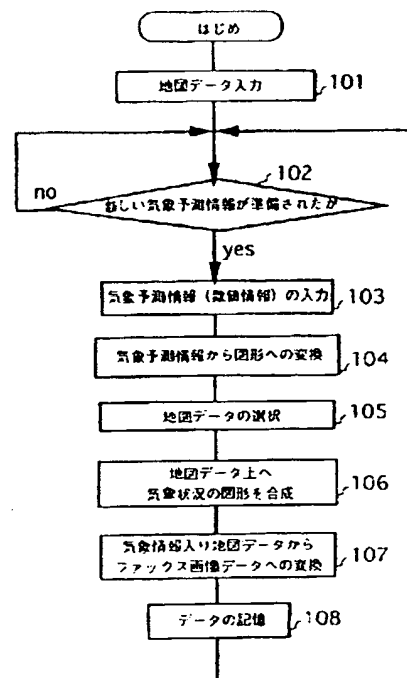 はじめ
地図データ入力
101
102
新しい気象予測情報が準備されたか
no
yes
気象予測情報(数値情報)の入力
103
気象予測情報から図形への変換
104
地図データの選択
105
地図データ上へ
気象状況の図形を合成
106
気象情報入り地図データから
ファックス画像データへの変換
107
データの記憶
108